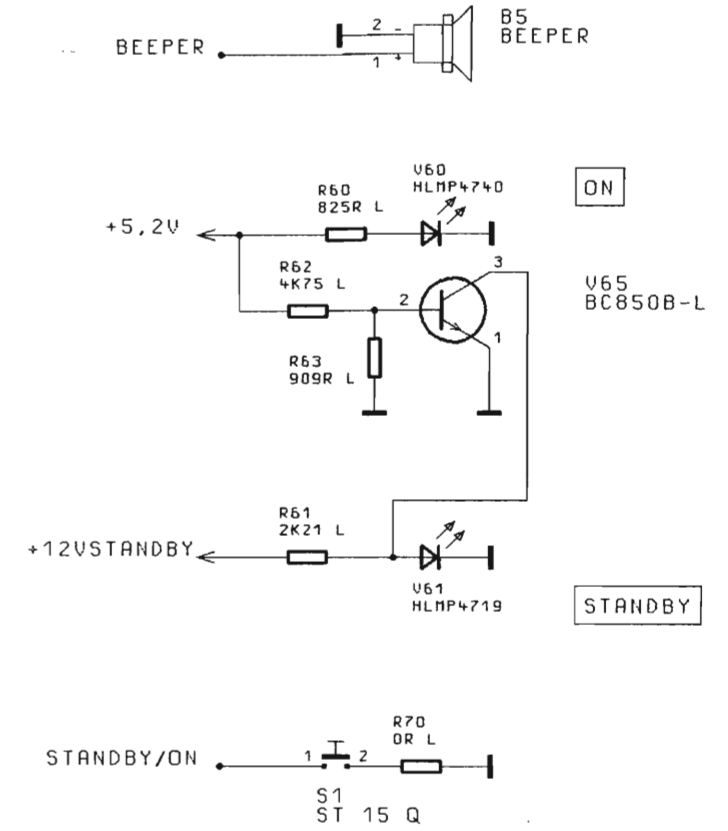 B5
BEEPER
BEEPER
2 -
1 +
V60
HLMP4740
ON
R60
825R L
+5,2V
R62
4K75 L
2
3
1
V65
BC850B-L
R63
909R L
R61
2K21 L
+12VSTANDBY
V61
HLMP4719
STANDBY
R70
0R L
STANDBY/ON
1
2
S1
ST 15 Q